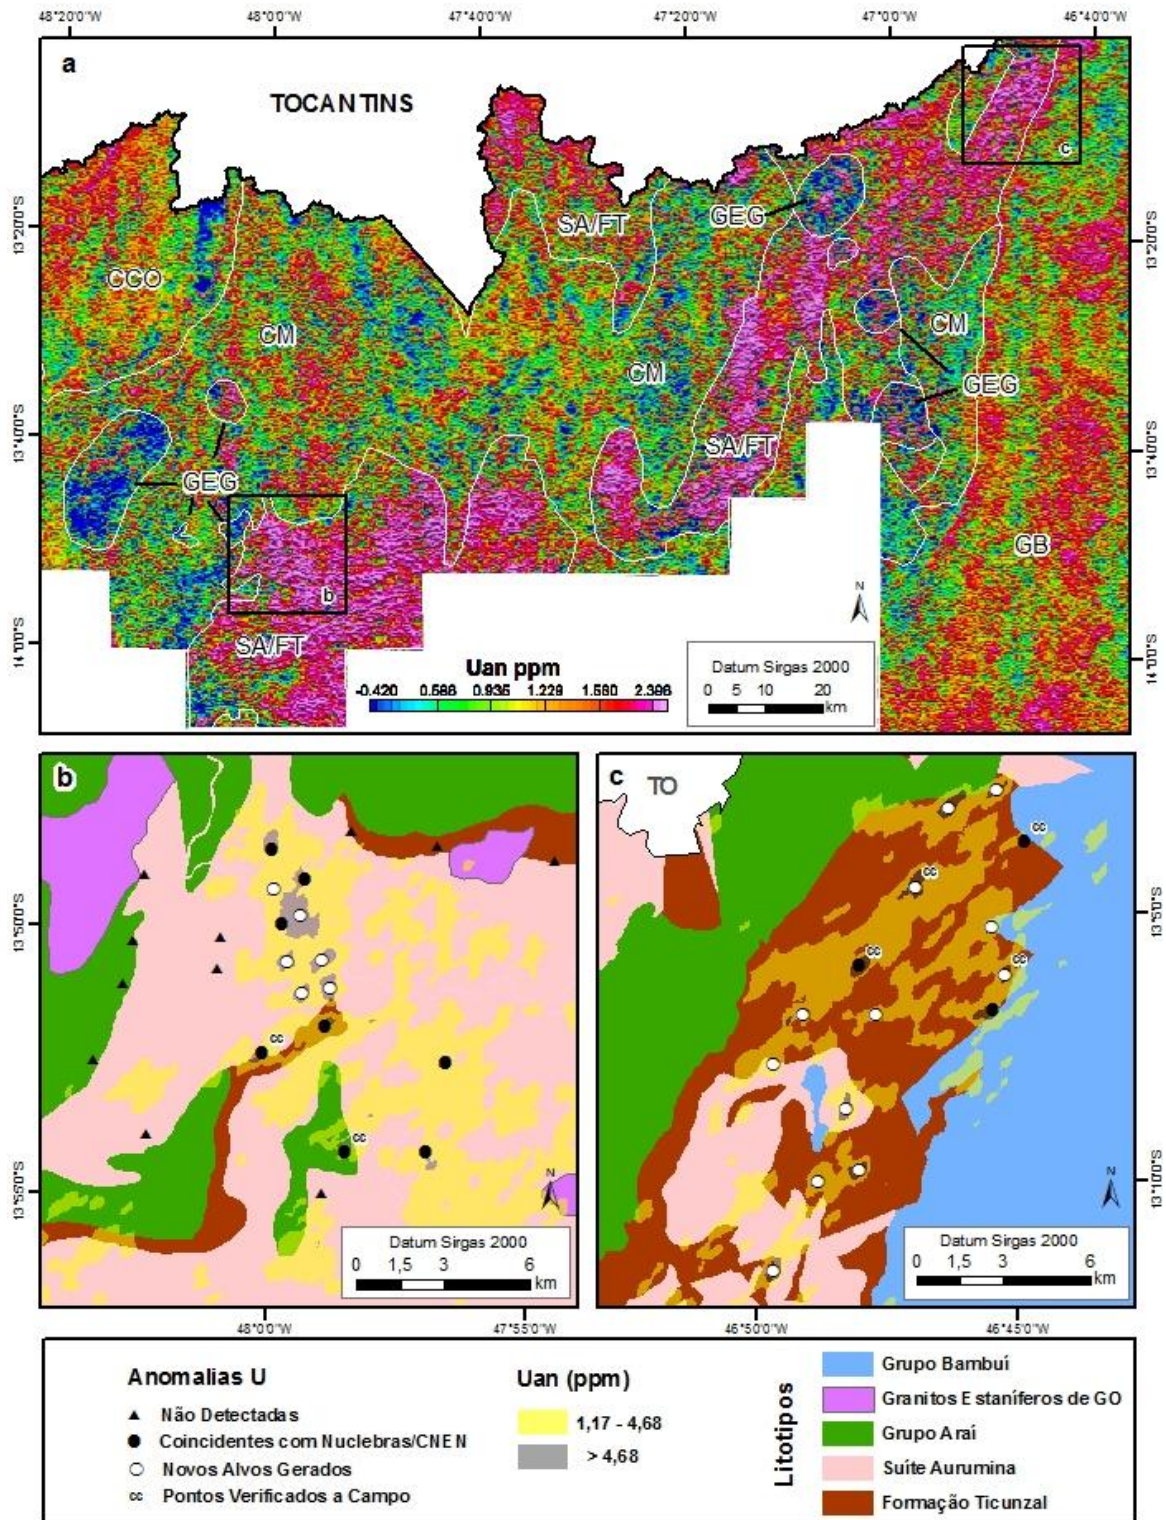 48°20'0"W 48°0'0"W 47°40'0"W 47°20'0"W 47°0'0"W 46°40'0"W
a
TOCANTINS
c
13°20'0"S
SA/FT
GEG
13°20'0"S
CCO
CM
CM
CM
GEG
13°40'0"S
SA/FT
13°40'0"S
GEG
GB
b
N
14°0'0"S
SA/FT
14°0'0"S
Uan ppm
-0.420 0.588 0.936 1.229 1.580 2.396
Datum Sirgas 2000
0 5 10 20
km
b
cc
cc
13°50'0"S
13°56'0"S
N
Datum Sirgas 2000
0 1,5 3 6
km
48°0'0"W 47°55'0"W
c
TO
cc
cc
cc
cc
13°5'0"S
13°10'0"S
N
Datum Sirgas 2000
0 1,5 3 6
km
46°50'0"W 46°45'0"W
Anomalias U
Não Detectadas
Coincidentes com Nuclebras/CNEN
Novos Alvos Gerados
cc Pontos Verificados a Campo
Uan (ppm)
1,17 - 4,68
> 4,68
Litotipos
Grupo Bambuí
Granitos Estaníferos de GO
Grupo Araí
Suíte Aurumina
Formação Ticunzal